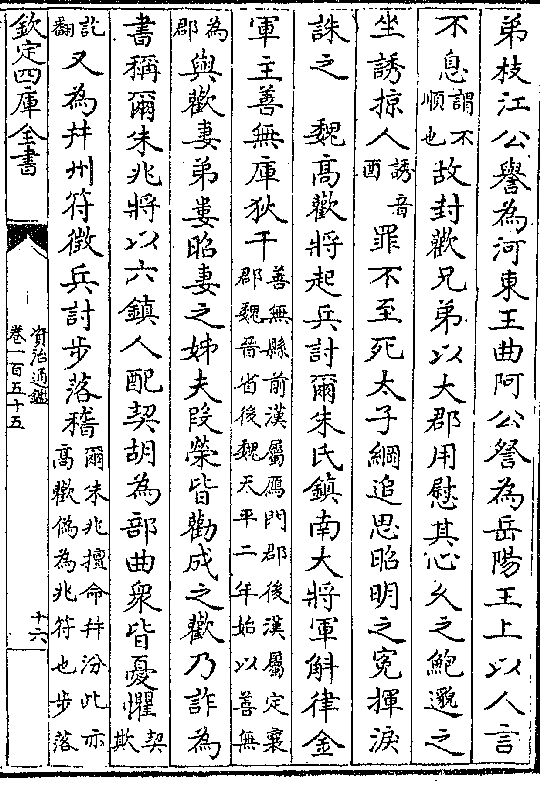 弟枝江公譽為河東王曲阿公詧為岳陽王上以人言
不息謂不順也故封歡兄弟以大郡用慰其心久之鮑邈之
坐誘掠人誘音酉罪不至死太子綱追思昭明之冤揮淚
誅之　魏高歡將起兵討爾朱氏鎮南大將軍斛律金
軍主善無庫狄干善無縣前漢屬鴈門郡後漢屬定襄郡魏晉省後魏天平二年始以善無
為郡與歡妻弟婁昭妻之姊夫段榮皆勸成之歡乃詐為
書稱爾朱兆將以六鎮人配契胡為部曲衆皆憂懼契欺
訖翻又為幷州符徵兵討步落稽爾朱兆擅命幷汾此亦高歡偽為兆符也步落
欽定四庫全書
資治通鑑
卷一百五十五
十六